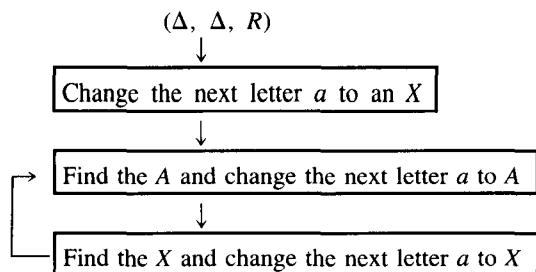 (Δ, Δ, R)
Change the next letter a to an X
Find the A and change the next letter a to A
Find the X and change the next letter a to X